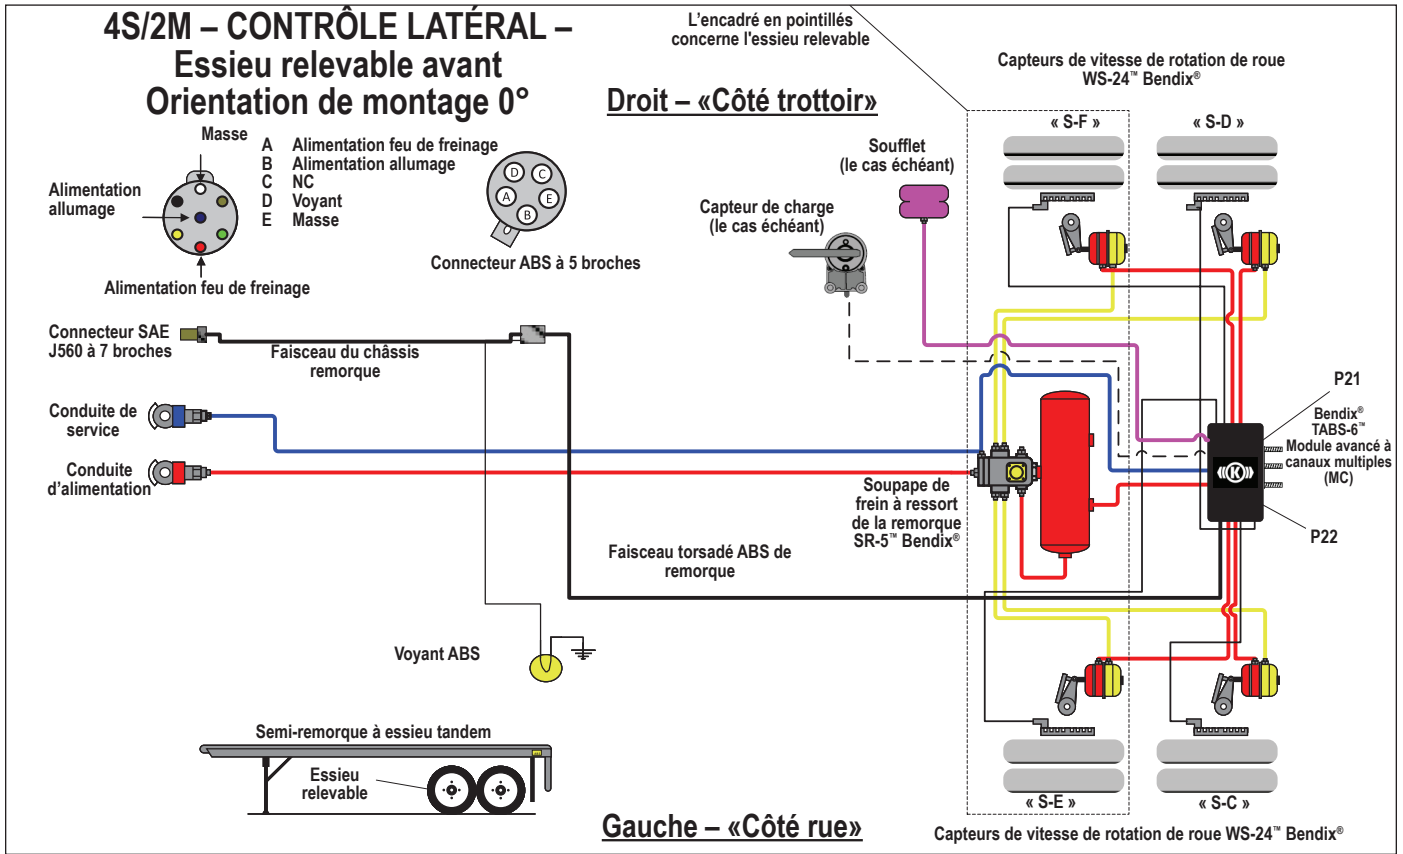 4S/2M – CONTRÔLE LATÉRAL –
Essieu relevable avant
Orientation de montage 0°
L'encadré en pointillés
concerne l'essieu relevable
Droit – «Côté trottoir»
Capteurs de vitesse de rotation de roue
WS-24™ Bendix®
« S-F »
« S-D »
Masse
Alimentation
allumage
Alimentation feu de freinage
A Alimentation feu de freinage
B Alimentation allumage
C NC
D Voyant
E Masse
D
C
A
E
B
Connecteur ABS à 5 broches
Soufflet
(le cas échéant)
Capteur de charge
(le cas échéant)
Connecteur SAE
J560 à 7 broches
Faisceau du châssis
remorque
Conduite de
service
Conduite
d'alimentation
Soupape de
frein à ressort
de la remorque
SR-5™ Bendix®
P21
Bendix®
TABS-6™
Module avancé à
canaux multiples
(MC)
K
P22
Faisceau torsadé ABS de
remorque
Voyant ABS
Semi-remorque à essieu tandem
Essieu
relevable
« S-E »
« S-C »
Gauche – «Côté rue»
Capteurs de vitesse de rotation de roue WS-24™ Bendix®